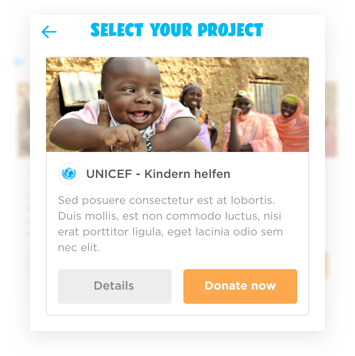 SELECT YOUR PROJECT
UNICEF - Kindern helfen
Sed posuere consectetur est at lobortis.
Duis mollis, est non commodo luctus, nisi
erat porttitor ligula, eget lacinia odio sem
nec elit.
Details
Donate now